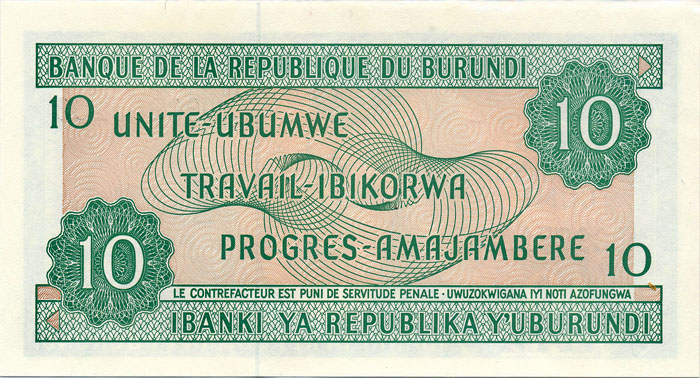 BANQUE DE LA REPUBLIQUE DU BURUNDI
10
10
UNITE-UBUMWE
TRAVAIL-IBIKORWA
PROGRES-AMAJAMBERE
10
10
LE CONTREFACTEUR EST PUNI DE SERVITUDE PENALE · UWUZOKWIGANA IYI NOTI AZOFUNGWA
IBANKI YA REPUBLIKA Y'UBURUNDI